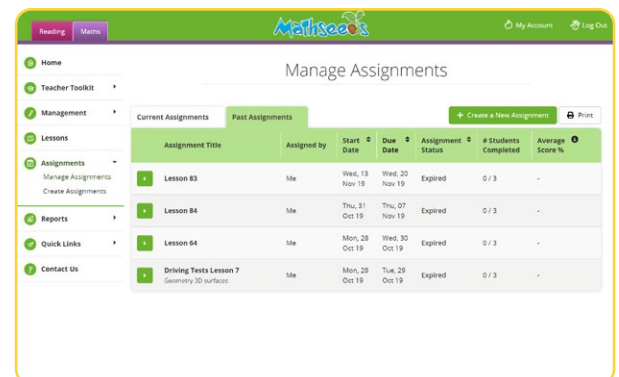 Reading Maths
Mathseeds
My Account Log Out
Home
Teacher Toolkit
Management
Lessons
Assignments
Manage Assignments
Create Assignments
Reports
Quick Links
Contact Us
Manage Assignments
Current Assignments Past Assignments
+ Create a New Assignment Print
Assignment Title Assigned by Start Date Due Date Assignment Status # Students Completed Average Score %
Lesson 83 Me Wed, 13 Nov 19 Wed, 20 Nov 19 Expired 0 / 3 -
Lesson 84 Me Thu, 31 Oct 19 Thu, 07 Nov 19 Expired 0 / 3 -
Lesson 64 Me Mon, 28 Oct 19 Wed, 30 Oct 19 Expired 0 / 3 -
Driving Tests Lesson 7 Me Mon, 28 Oct 19 Tue, 29 Oct 19 Expired 0 / 3 -
Geometry 3D surfaces